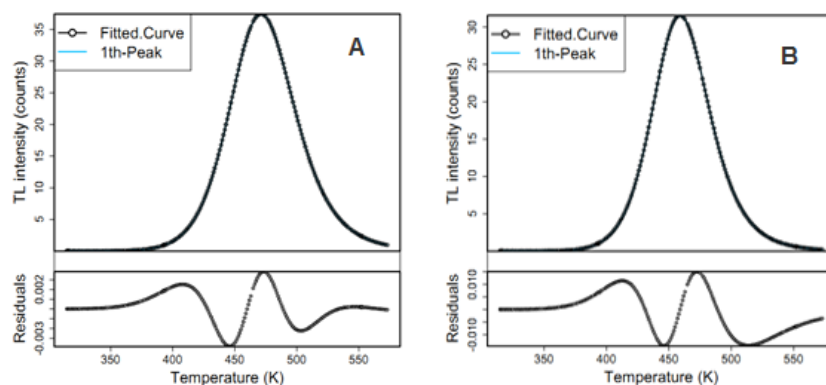 Fitted.Curve
1th-Peak
A
TL intensity (counts)
5 15 20 25 30 35
Residuals
-0.003 0.002
350 400 450 500 550
Temperature (K)
Fitted.Curve
1th-Peak
B
TL intensity (counts)
0 5 10 15 20 25 30
Residuals
-0.010 0.010
350 400 450 500 550
Temperature (K)